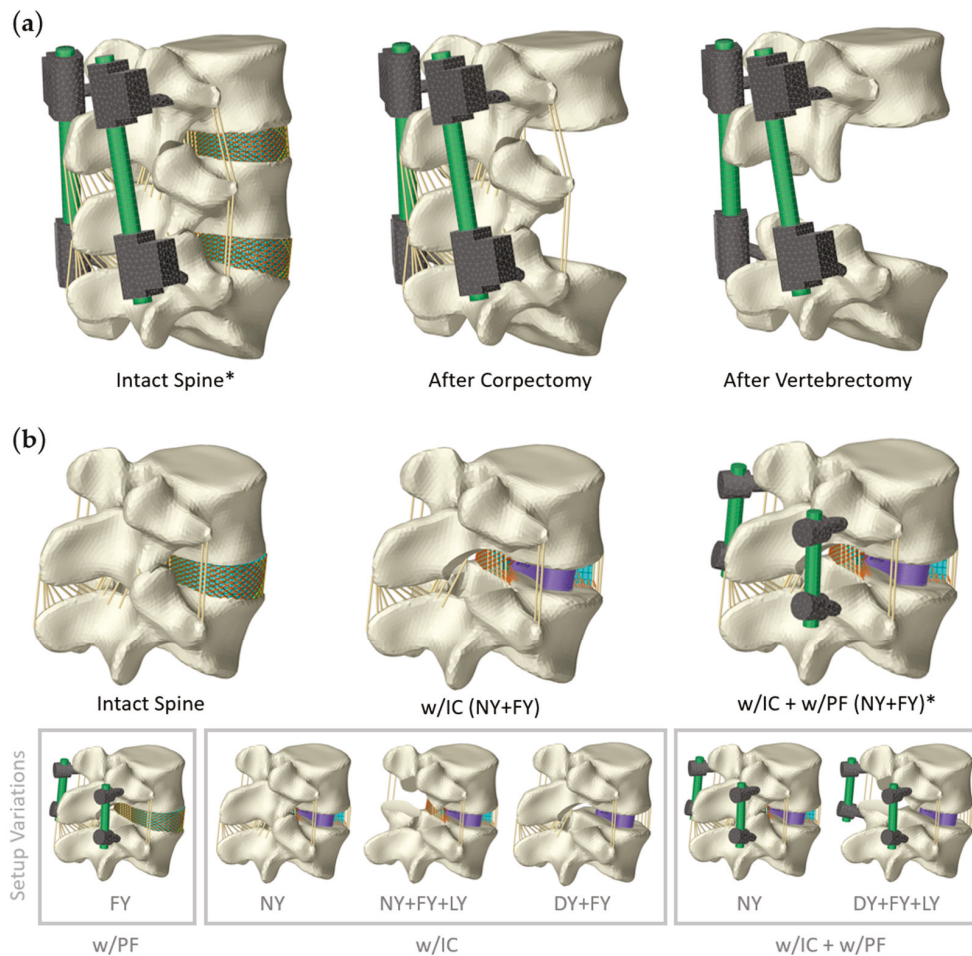 (a)
Intact Spine* After Corpectomy After Vertebrectomy
(b)
Intact Spine w/IC (NY+FY) w/IC + w/PF (NY+FY)*
Setup Variations
FY NY NY+FY+LY DY+FY NY DY+FY+LY
w/PF w/IC w/IC + w/PF